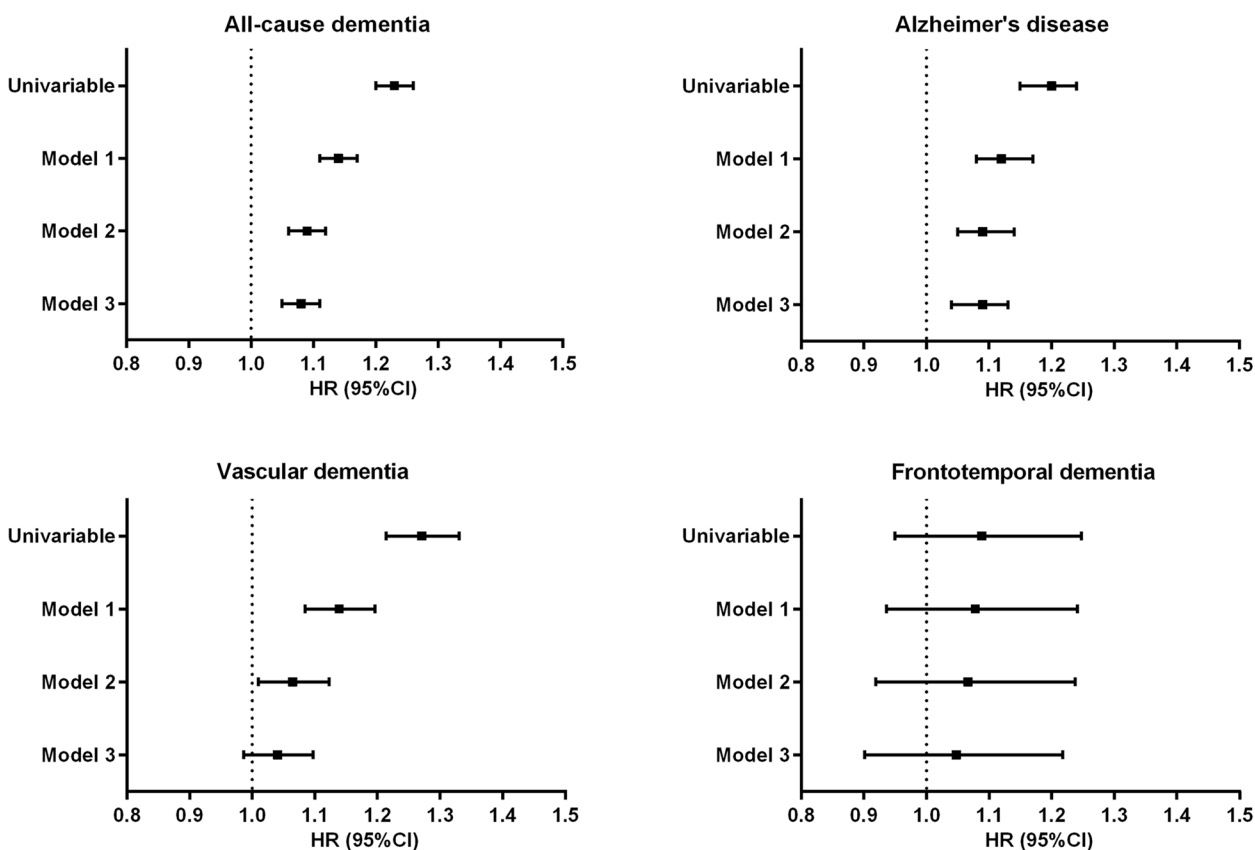 All-cause dementia
Univariable
Model 1
Model 2
Model 3
0.8 0.9 1.0 1.1 1.2 1.3 1.4 1.5
HR (95%CI)
Alzheimer's disease
Univariable
Model 1
Model 2
Model 3
0.8 0.9 1.0 1.1 1.2 1.3 1.4 1.5
HR (95%CI)
Vascular dementia
Univariable
Model 1
Model 2
Model 3
0.8 0.9 1.0 1.1 1.2 1.3 1.4 1.5
HR (95%CI)
Frontotemporal dementia
Univariable
Model 1
Model 2
Model 3
0.8 0.9 1.0 1.1 1.2 1.3 1.4 1.5
HR (95%CI)